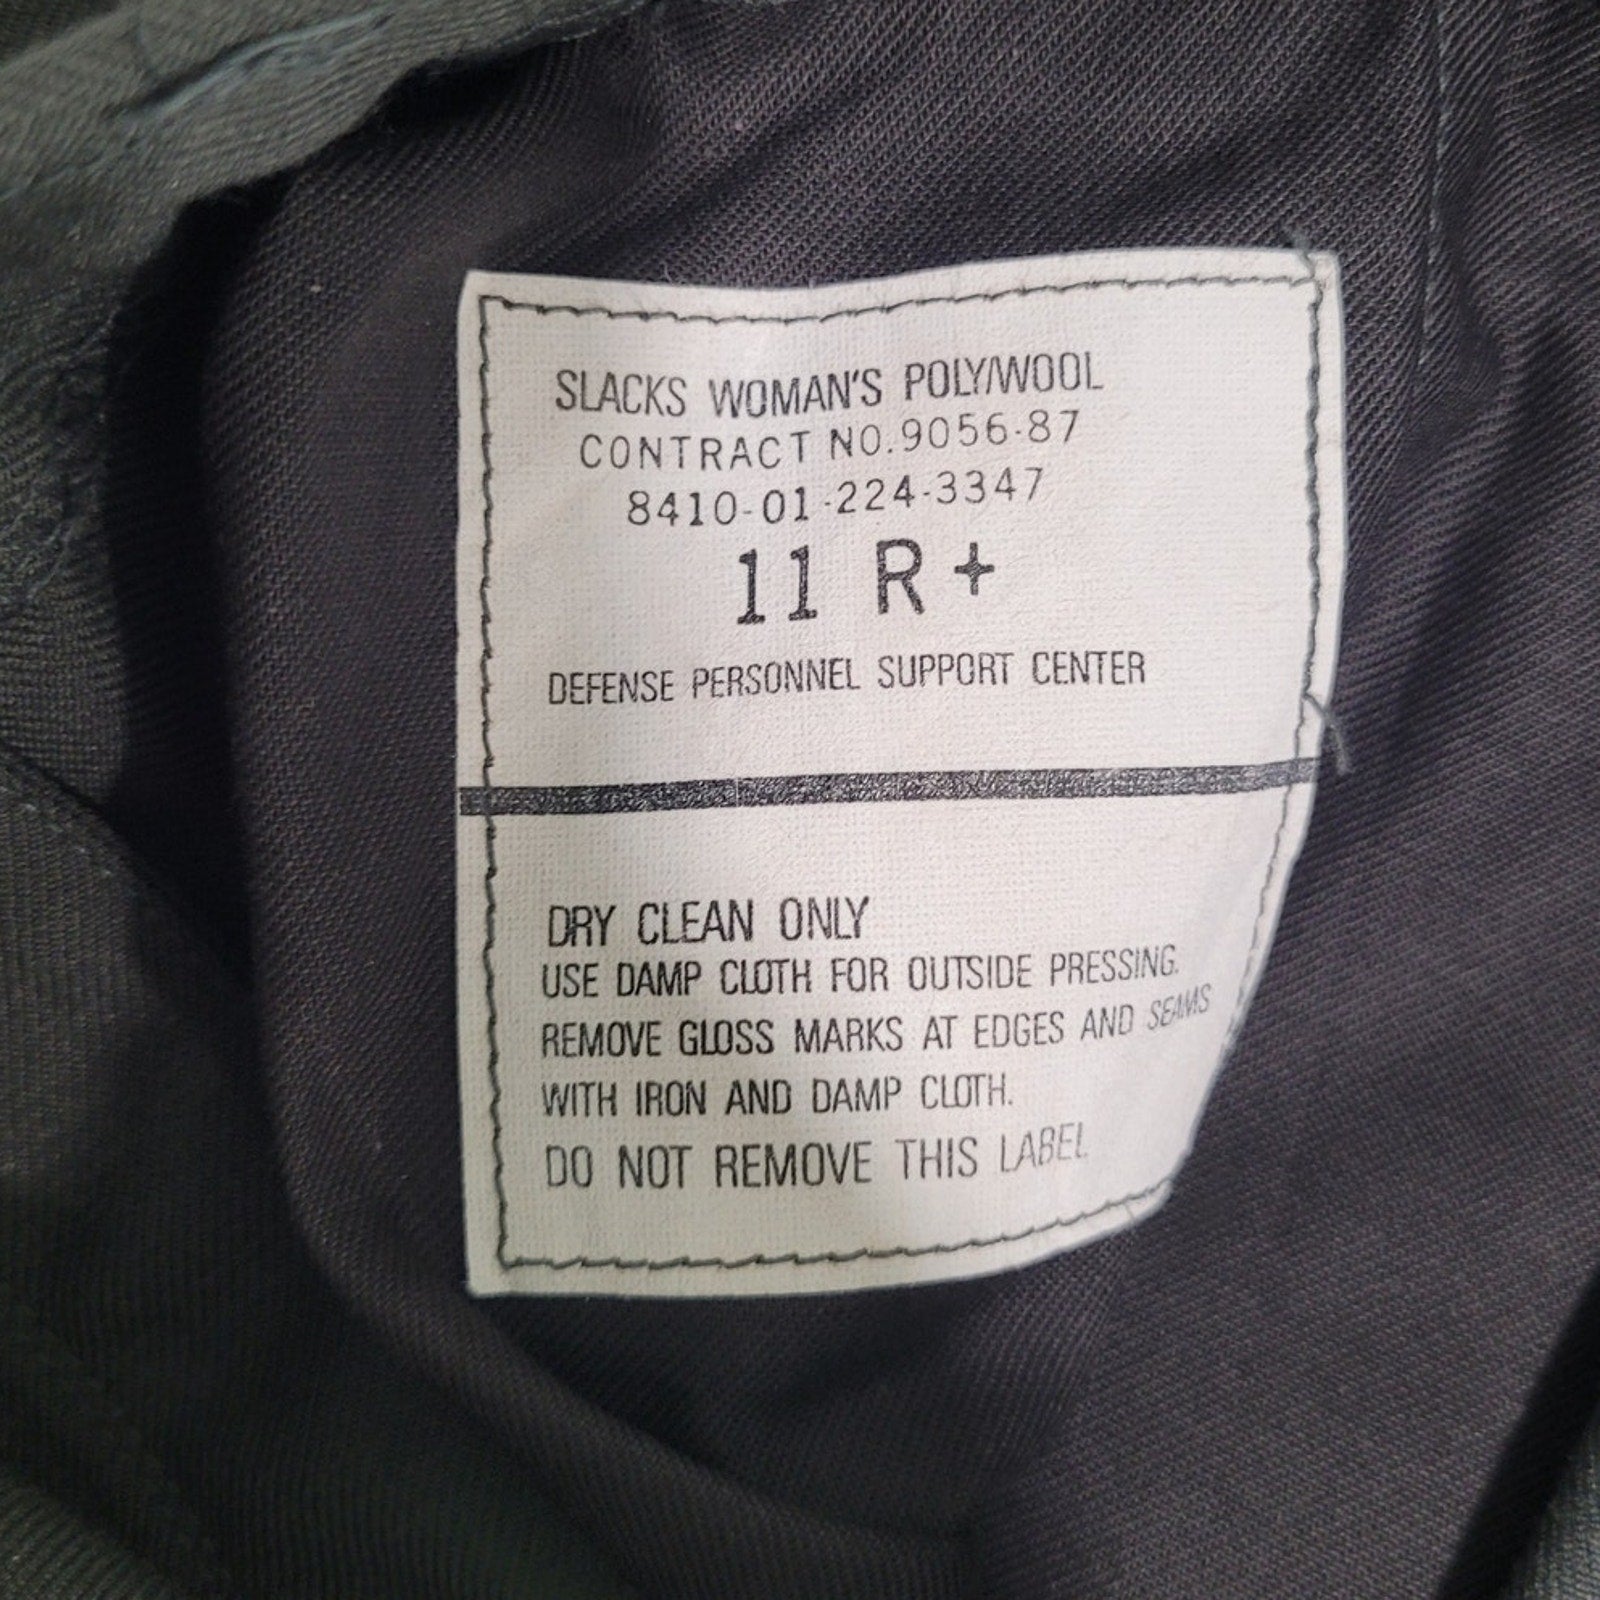 SLACKS WOMAN'S POLY/WOOL
CONTRACT NO.9056-87
8410-01-224-3347
11 R +
DEFENSE PERSONNEL SUPPORT CENTER
DRY CLEAN ONLY
USE DAMP CLOTH FOR OUTSIDE PRESSING.
REMOVE GLOSS MARKS AT EDGES AND SEAMS
WITH IRON AND DAMP CLOTH.
DO NOT REMOVE THIS LABEL